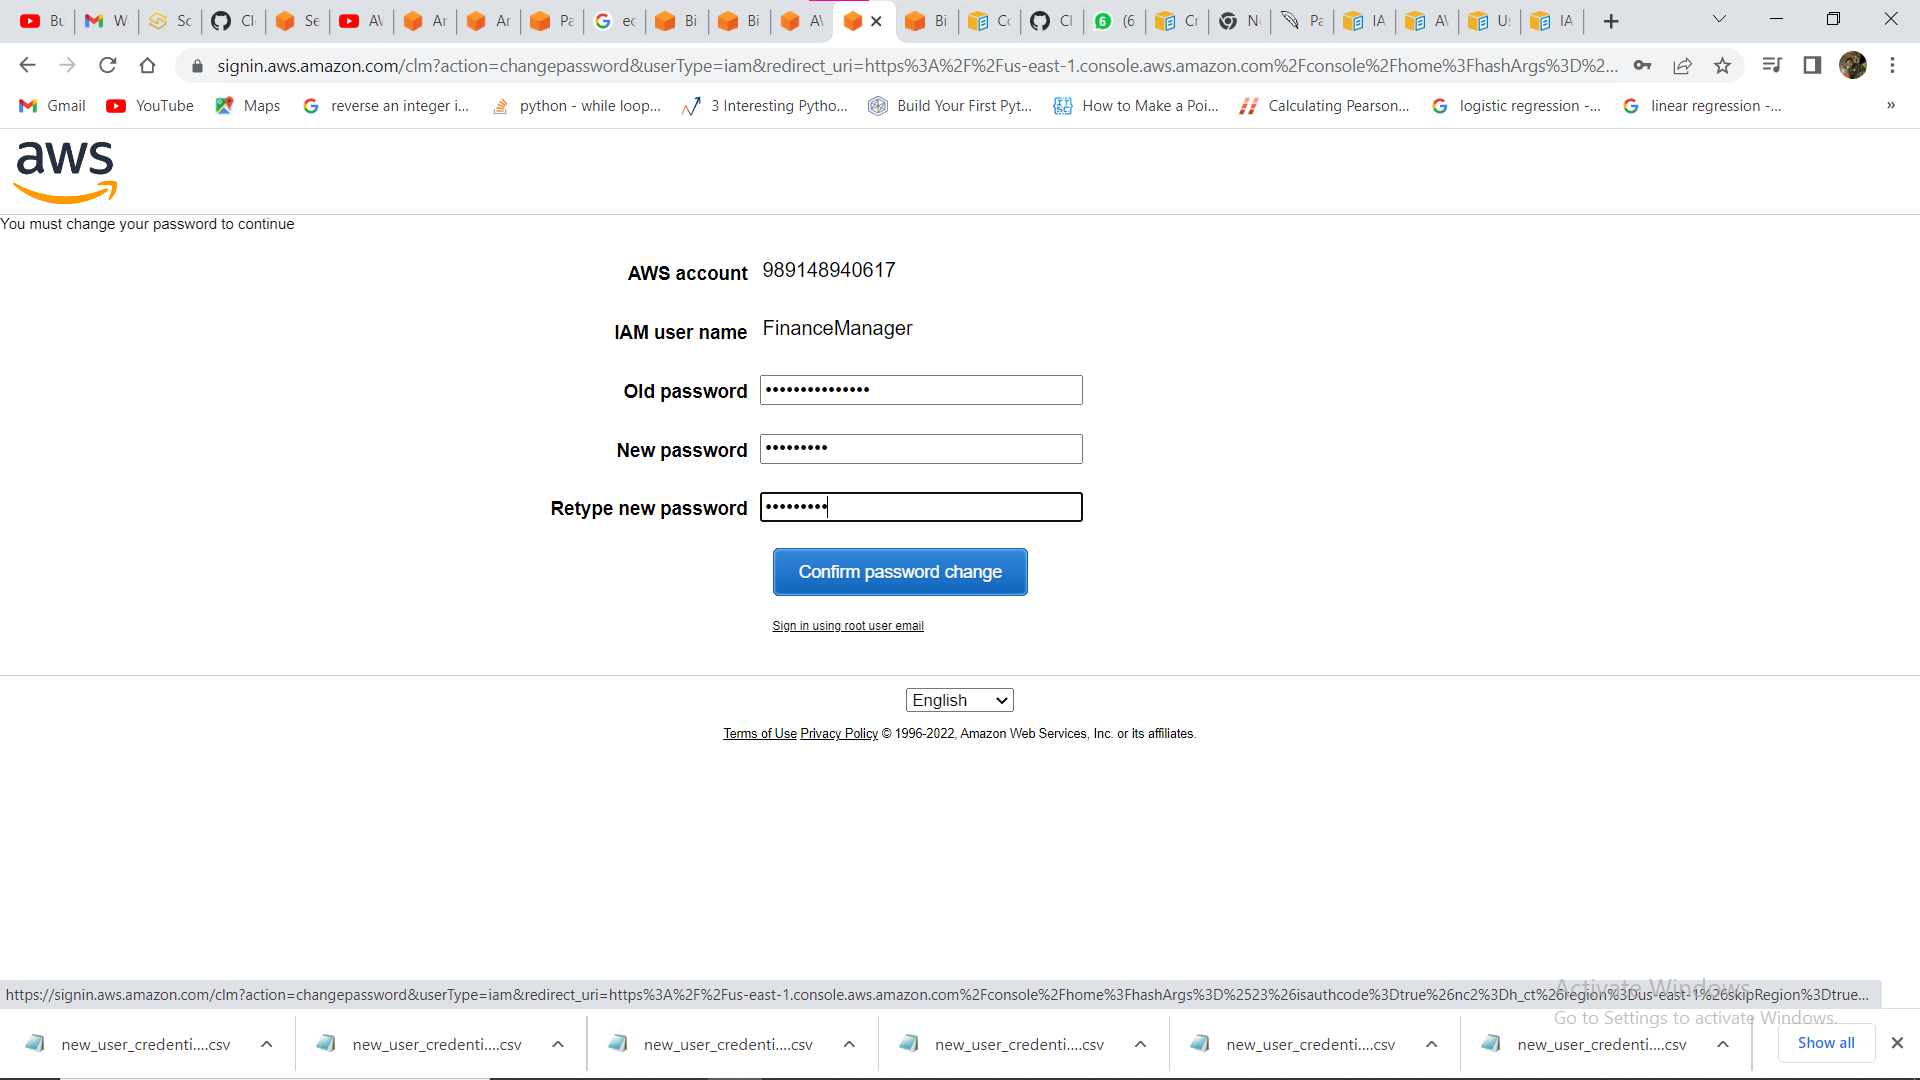 Bu
W
Sc
Cl
Se
AV
Ar
Ar
Pa
ec
Bi
Bi
AV
Bi
Cc
Cl
(6
Cr
N
Pa
IA
AV
Us
IA
signin.aws.amazon.com/clm?action=changepassword&userType=iam&redirect_uri=https%3A%2F%2Fus-east-1.console.aws.amazon.com%2Fconsole%2Fhome%3FhashArgs%3D%2...
Gmail
YouTube
Maps
reverse an integer i...
python - while loop...
3 Interesting Pytho...
Build Your First Pyt...
How to Make a Poi...
Calculating Pearson...
logistic regression -...
linear regression -...
»
aws
You must change your password to continue
AWS account 989148940617
IAM user name FinanceManager
Old password •••••••••••••••
New password •••••••••
Retype new password •••••••••
Confirm password change
Sign in using root user email
English
Terms of Use Privacy Policy © 1996-2022, Amazon Web Services, Inc. or its affiliates.
Activate Windows
https://signin.aws.amazon.com/clm?action=changepassword&userType=iam&redirect_uri=https%3A%2F%2Fus-east-1.console.aws.amazon.com%2Fconsole%2Fhome%3FhashArgs%3D%2523%26isauthcode%3Dtrue%26nc2%3Dh_ct%26region%3Dus-east-1%26skipRegion%3Dtrue...
Go to Settings to activate Windows.
new_user_credenti....csv
new_user_credenti....csv
new_user_credenti....csv
new_user_credenti....csv
new_user_credenti....csv
new_user_credenti....csv
Show all